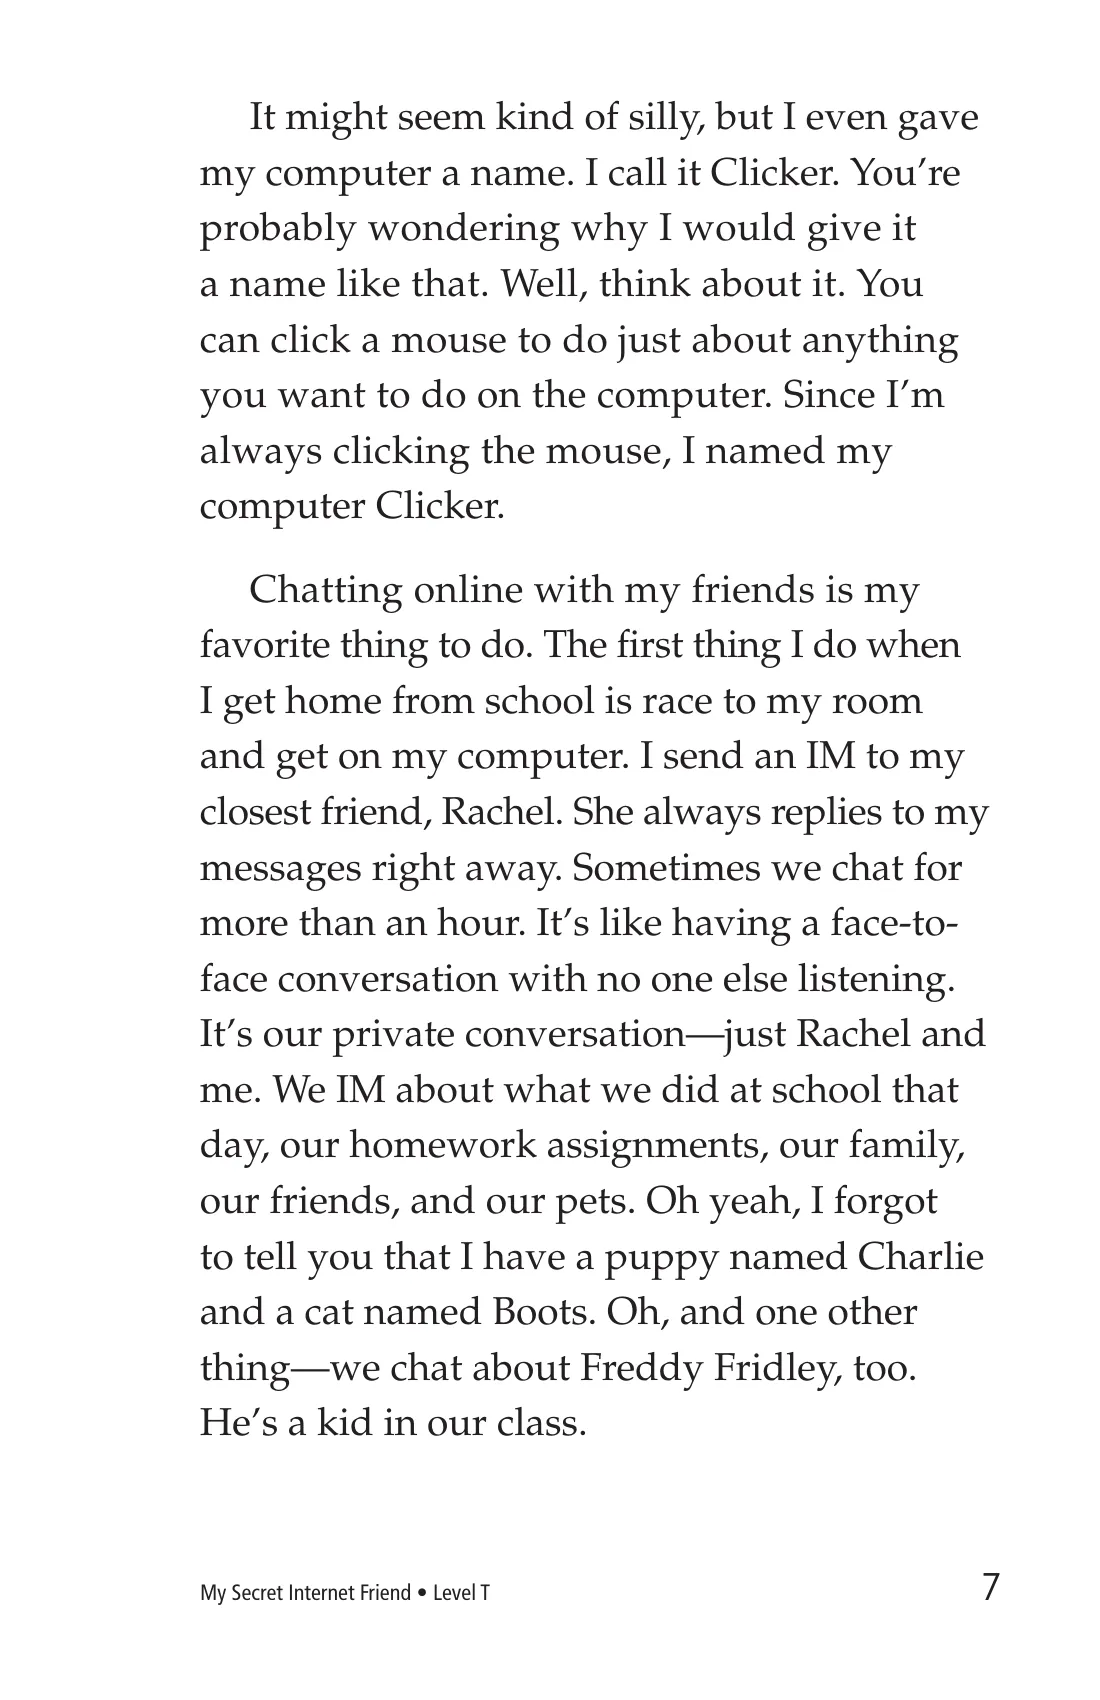 It might seem kind of silly, but I even gave
my computer a name. I call it Clicker. You’re
probably wondering why I would give it
a name like that. Well, think about it. You
can click a mouse to do just about anything
you want to do on the computer. Since I’m
always clicking the mouse, I named my
computer Clicker.
Chatting online with my friends is my
favorite thing to do. The first thing I do when
I get home from school is race to my room
and get on my computer. I send an IM to my
closest friend, Rachel. She always replies to my
messages right away. Sometimes we chat for
more than an hour. It’s like having a face-to-
face conversation with no one else listening.
It’s our private conversation—just Rachel and
me. We IM about what we did at school that
day, our homework assignments, our family,
our friends, and our pets. Oh yeah, I forgot
to tell you that I have a puppy named Charlie
and a cat named Boots. Oh, and one other
thing—we chat about Freddy Fridley, too.
He’s a kid in our class.
My Secret Internet Friend • Level T 7